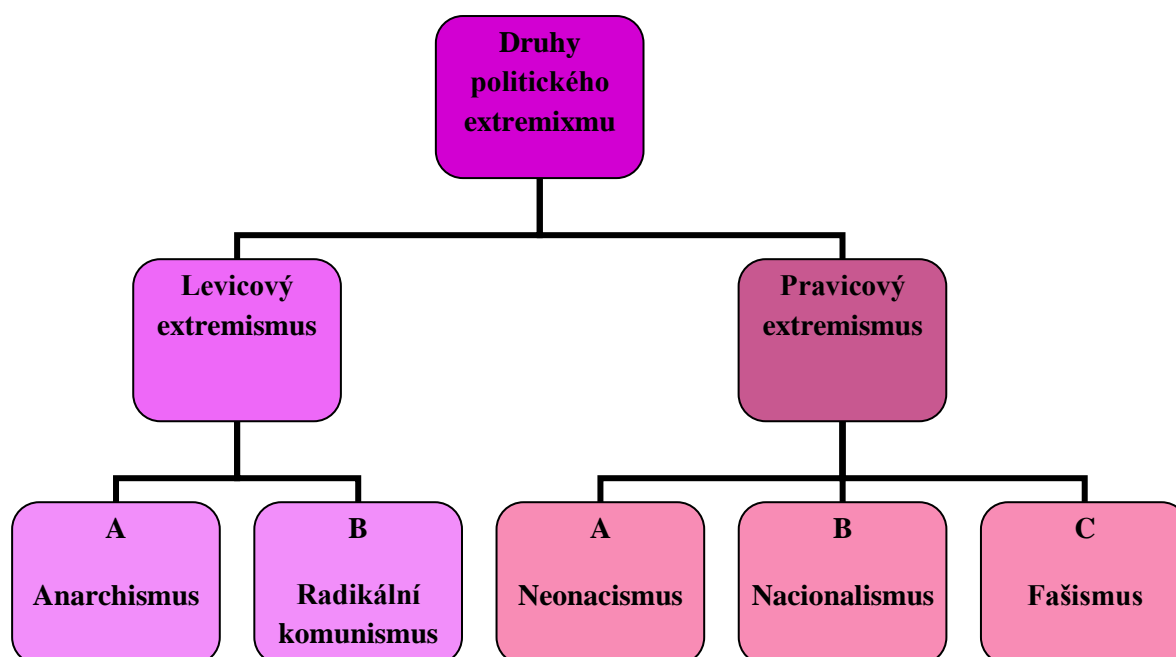 Druhy
politického
extremixmu
Levicový
extremismus
Pravicový
extremismus
A
Anarchismus
B
Radikální
komunismus
A
Neonacismus
B
Nacionalismus
C
Fašismus